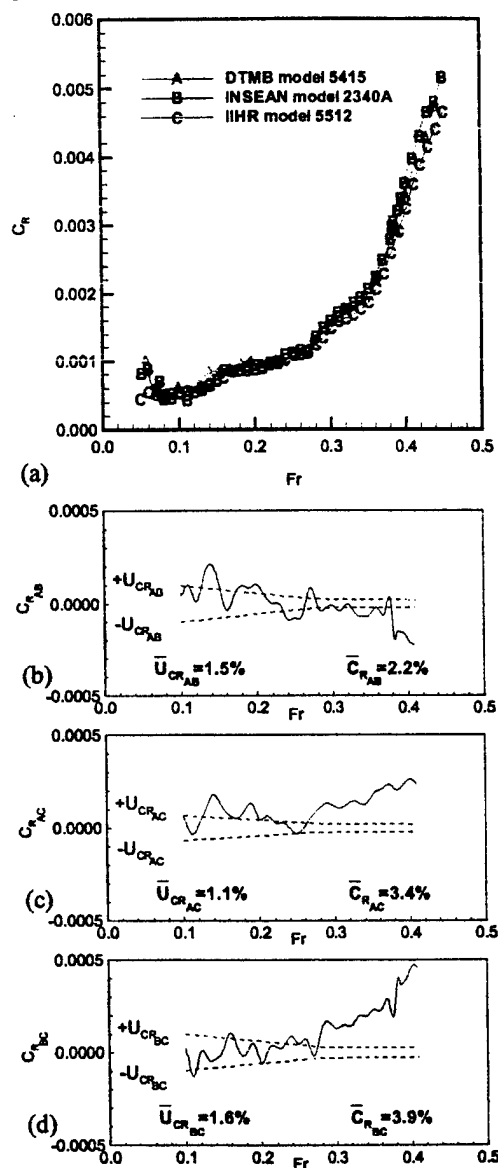 0.006
0.005
0.004
0.003
0.002
0.001
0.000
C_R
A DTMB model 5415
B INSEAN model 2340A
C IIHR model 5512
0.0 0.1 0.2 0.3 0.4 0.5
Fr
(a)
0.0005
0.0000
-0.0005
C_R_AB
+U_CR_AB
-U_CR_AB
Ū_CR_AB=1.5% C̄_R_AB=2.2%
0.0 0.1 0.2 0.3 0.4 0.5
Fr
(b)
0.0005
0.0000
-0.0005
C_R_AC
+U_CR_AC
-U_CR_AC
Ū_CR_AC=1.1% C̄_R_AC=3.4%
0.0 0.1 0.2 0.3 0.4 0.5
Fr
(c)
0.0005
0.0000
-0.0005
C_R_BC
+U_CR_BC
-U_CR_BC
Ū_CR_BC=1.6% C̄_R_BC=3.9%
0.0 0.1 0.2 0.3 0.4 0.5
Fr
(d)